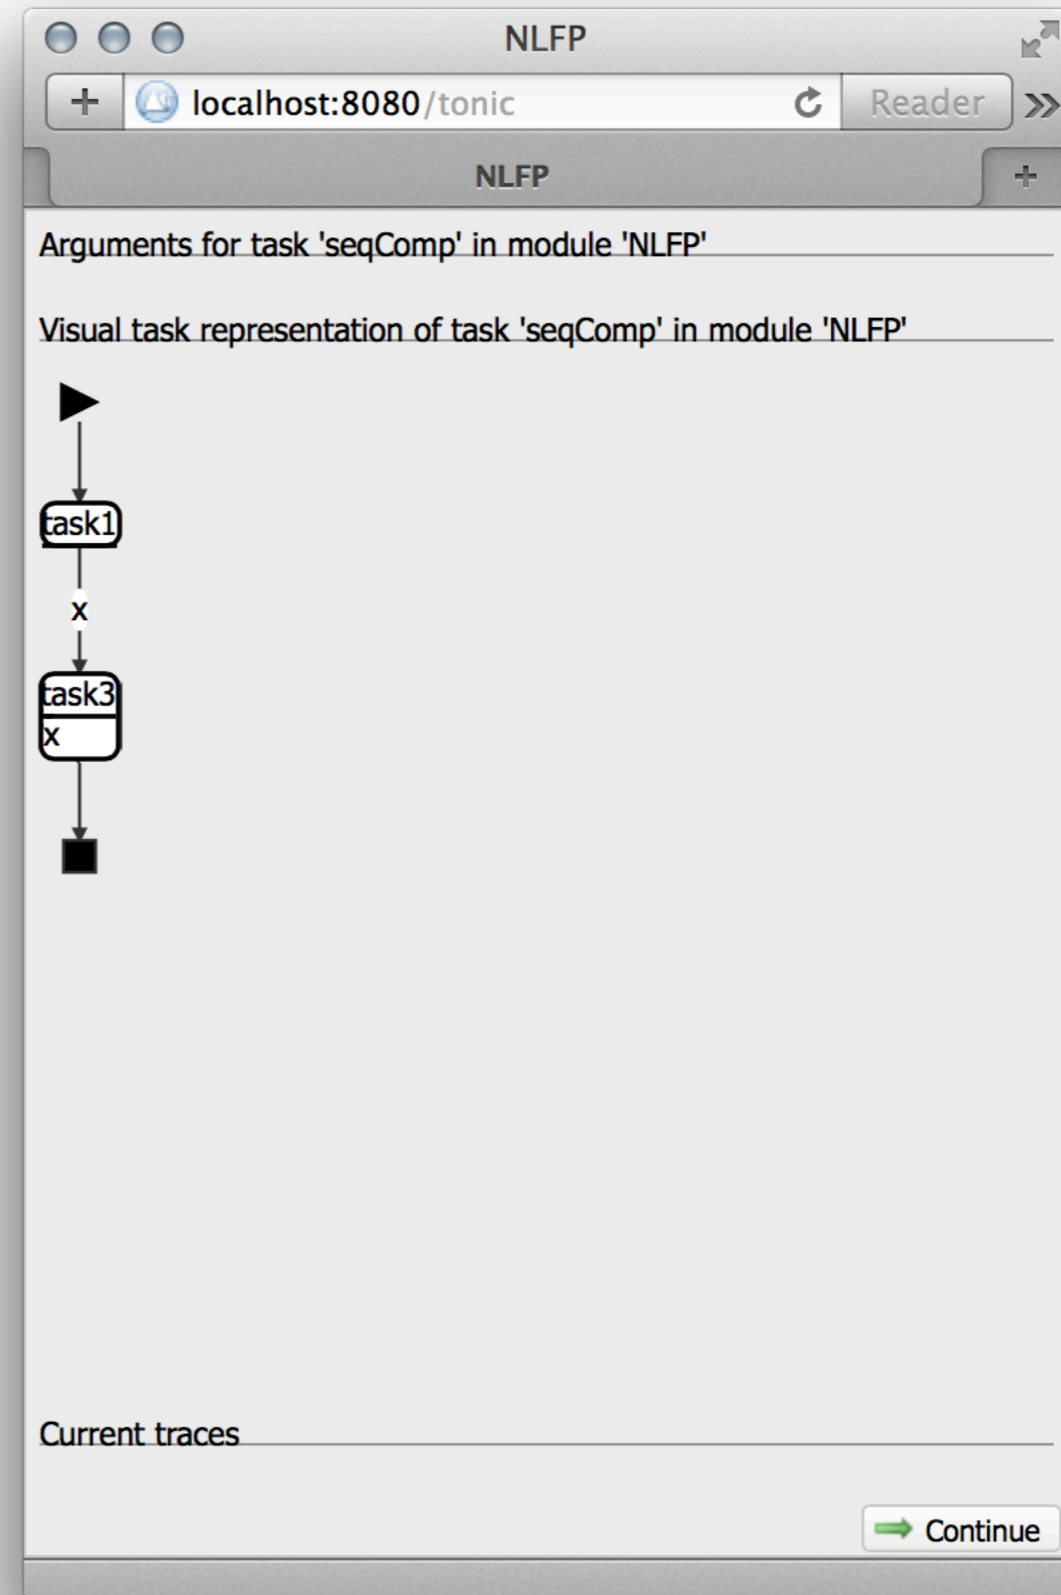 NLFP
localhost:8080/tonic
Reader
NLFP
Arguments for task 'seqComp' in module 'NLFP'
Visual task representation of task 'seqComp' in module 'NLFP'
task1
x
task3
x
Current traces
Continue